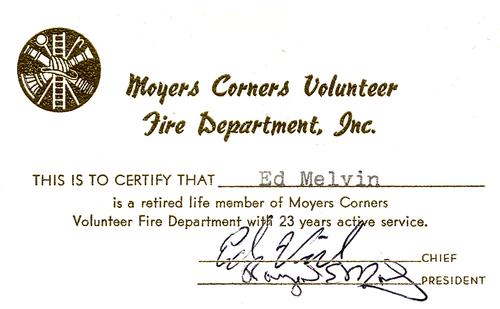 Moyers Corners Volunteer
Fire Department, Inc.
THIS IS TO CERTIFY THAT Ed Melvin
is a retired life member of Moyers Corners
Volunteer Fire Department with 23 years active service.
CHIEF
PRESIDENT